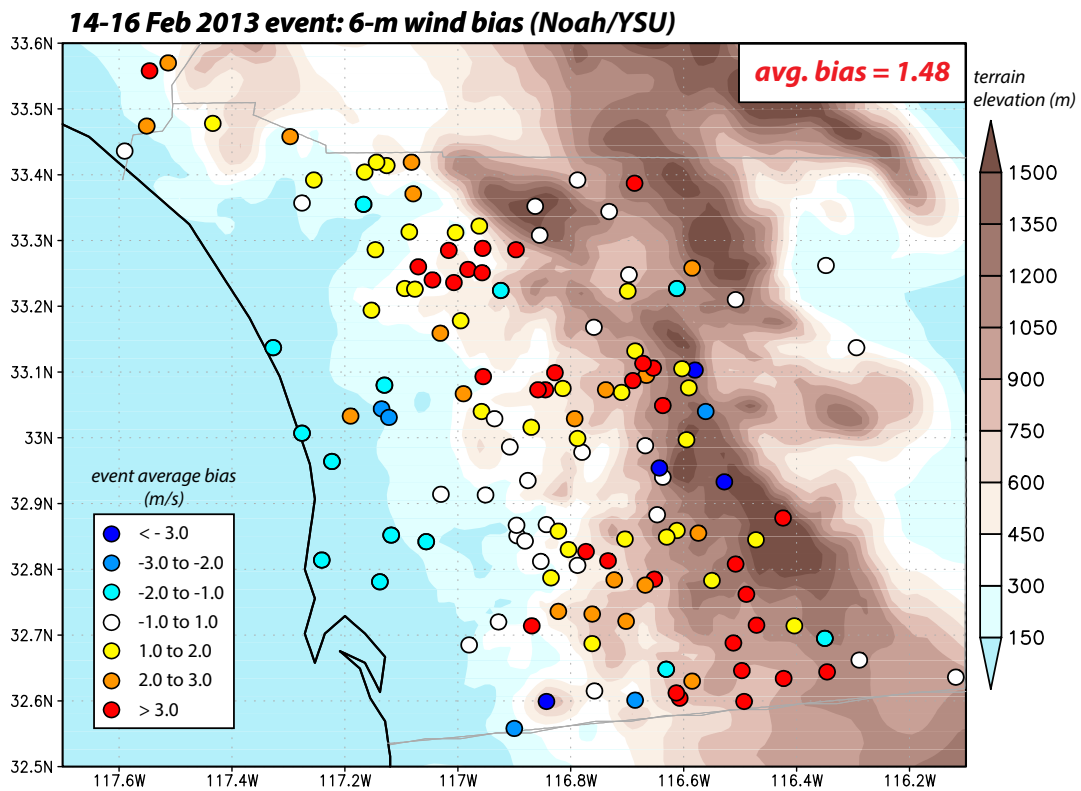 14-16 Feb 2013 event: 6-m wind bias (Noah/YSU)
avg. bias = 1.48
terrain
elevation (m)
33.6N
33.5N
33.4N
33.3N
33.2N
33.1N
33N
32.9N
32.8N
32.7N
32.6N
32.5N
1500
1350
1200
1050
900
750
600
450
300
150
event average bias
(m/s)
< - 3.0
-3.0 to -2.0
-2.0 to -1.0
-1.0 to 1.0
1.0 to 2.0
2.0 to 3.0
> 3.0
117.6W
117.4W
117.2W
117W
116.8W
116.6W
116.4W
116.2W